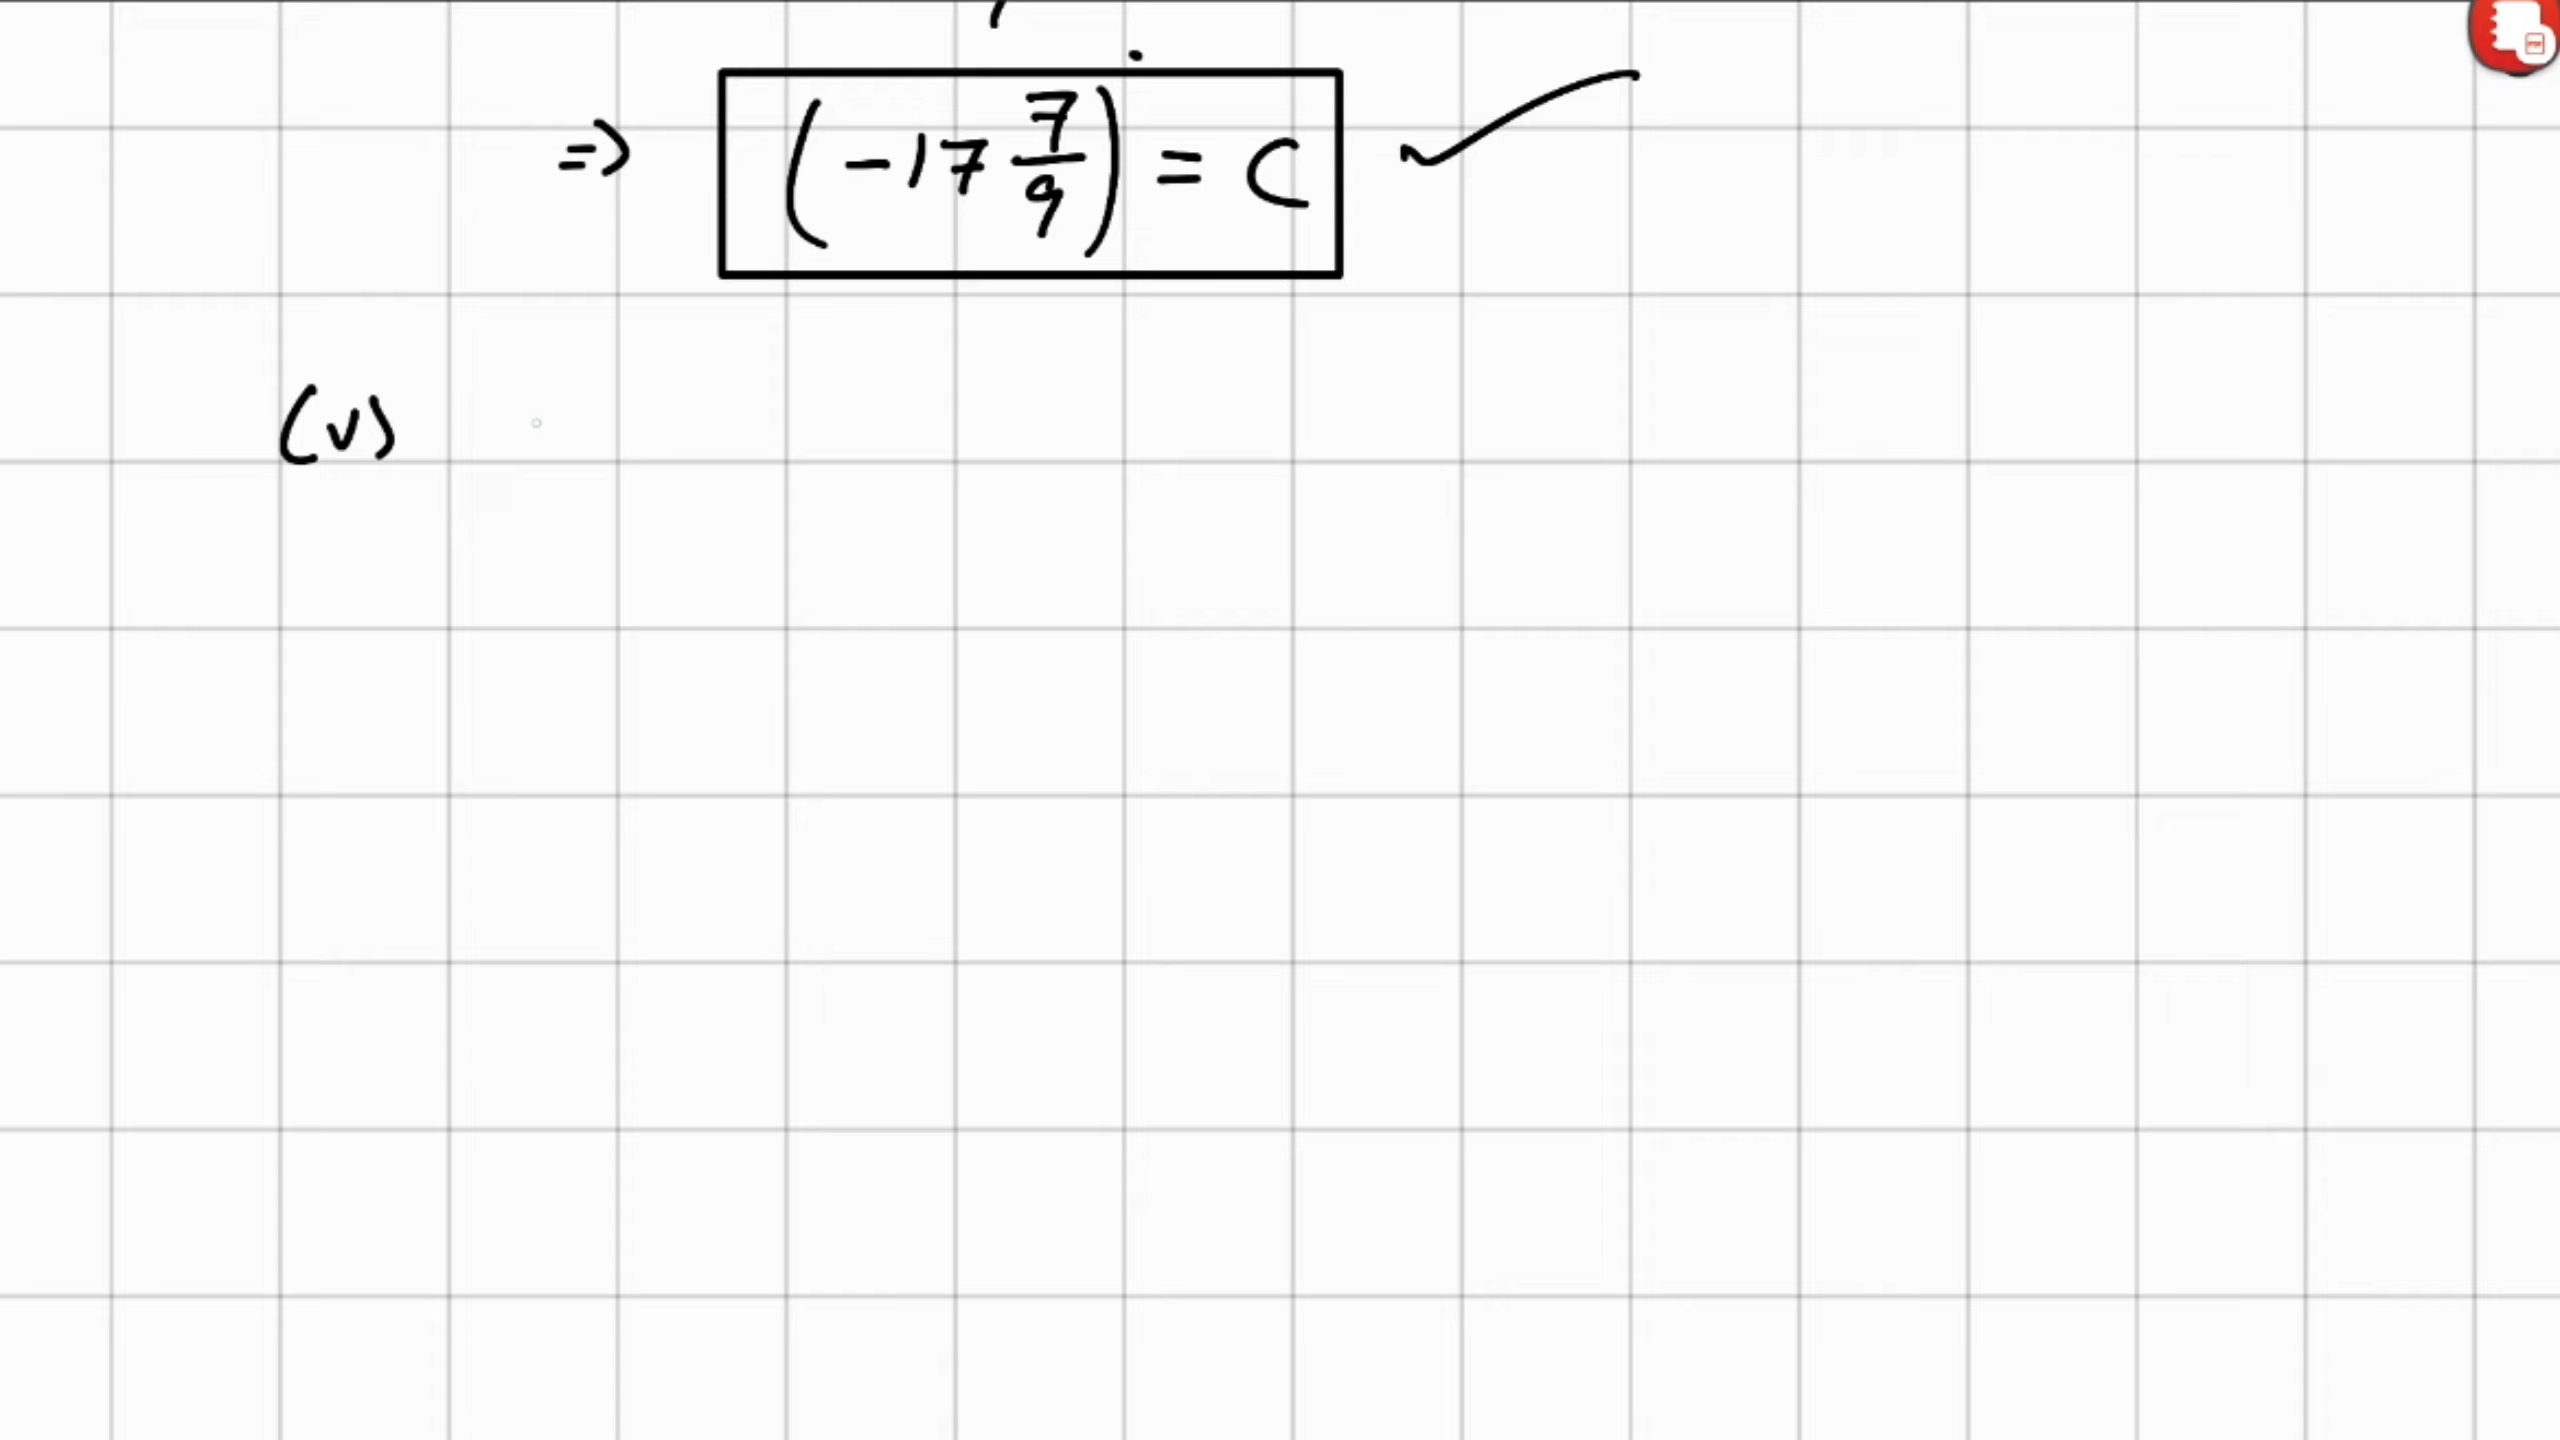 => (-17 7/9) = C ✓
(v)